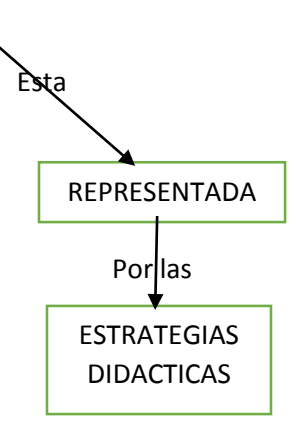 Esta
REPRESENTADA
Por las
ESTRATEGIAS
DIDACTICAS